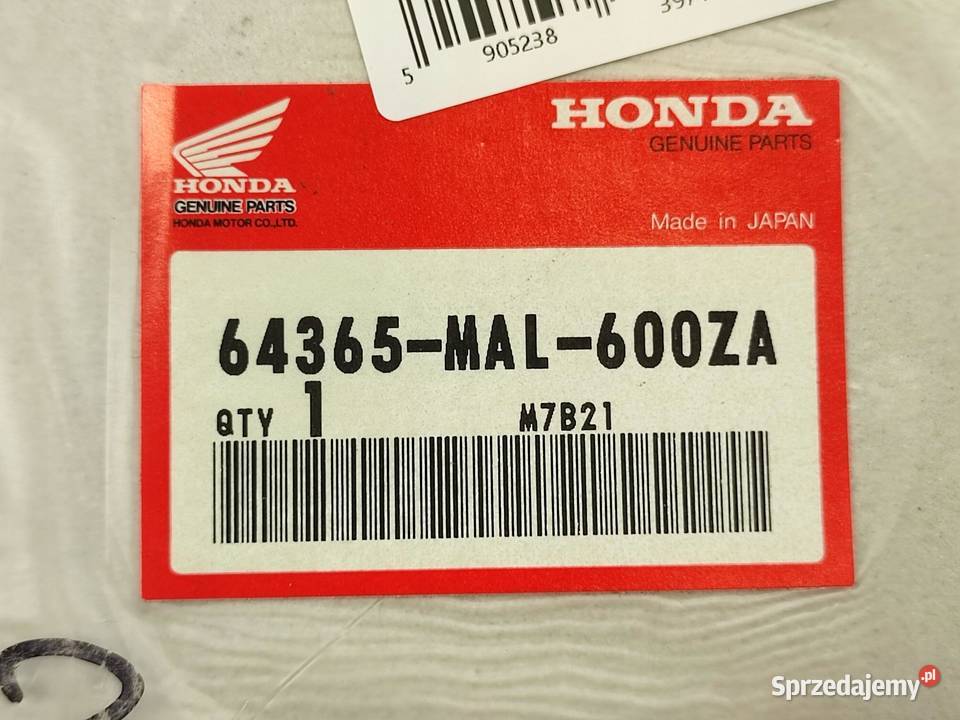 5 905238
HONDA
GENUINE PARTS
HONDA
GENUINE PARTS
HONDA MOTOR CO.,LTD.
Made in JAPAN
64365-MAL-600ZA
QTY 1 M7B21
Sprzedajemy.pl